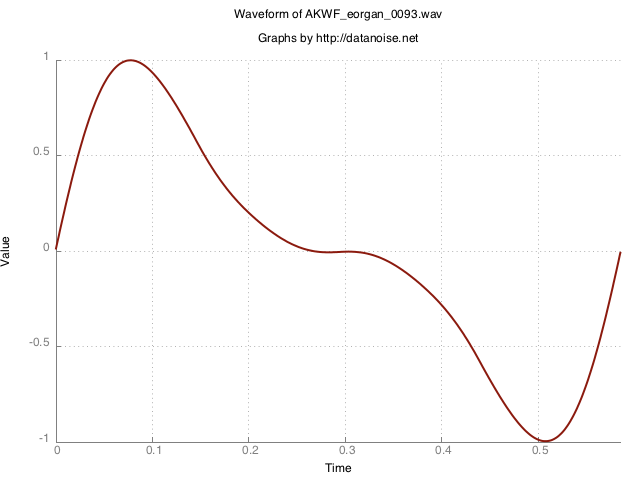 Waveform of AKWF_eorgan_0093.wav
Graphs by http://datanoise.net
1
0.5
0
-0.5
-1
Value
0 0.1 0.2 0.3 0.4 0.5
Time